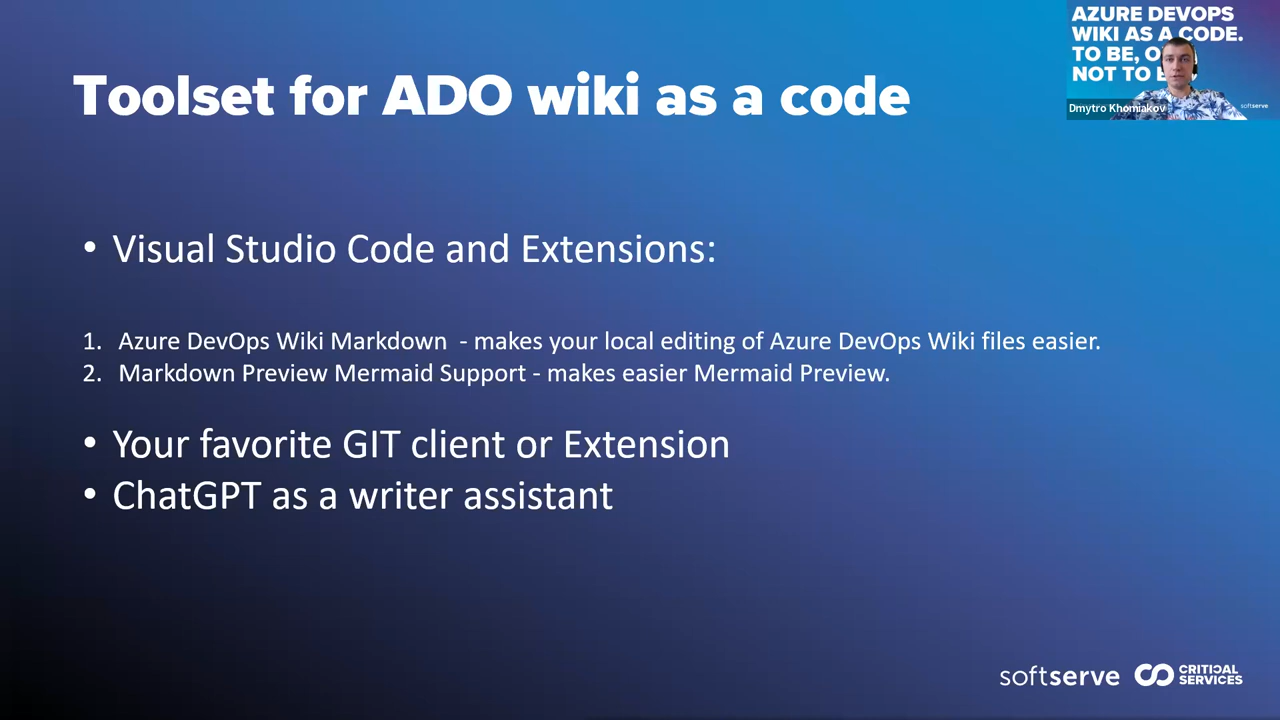 AZURE DEVOPS
WIKI AS A CODE.
TO BE, O
NOT TO
Dmytro Khomiakov
softserve
Toolset for ADO wiki as a code
• Visual Studio Code and Extensions:
1. Azure DevOps Wiki Markdown - makes your local editing of Azure DevOps Wiki files easier.
2. Markdown Preview Mermaid Support - makes easier Mermaid Preview.
• Your favorite GIT client or Extension
• ChatGPT as a writer assistant
softserve
CRITICAL
SERVICES